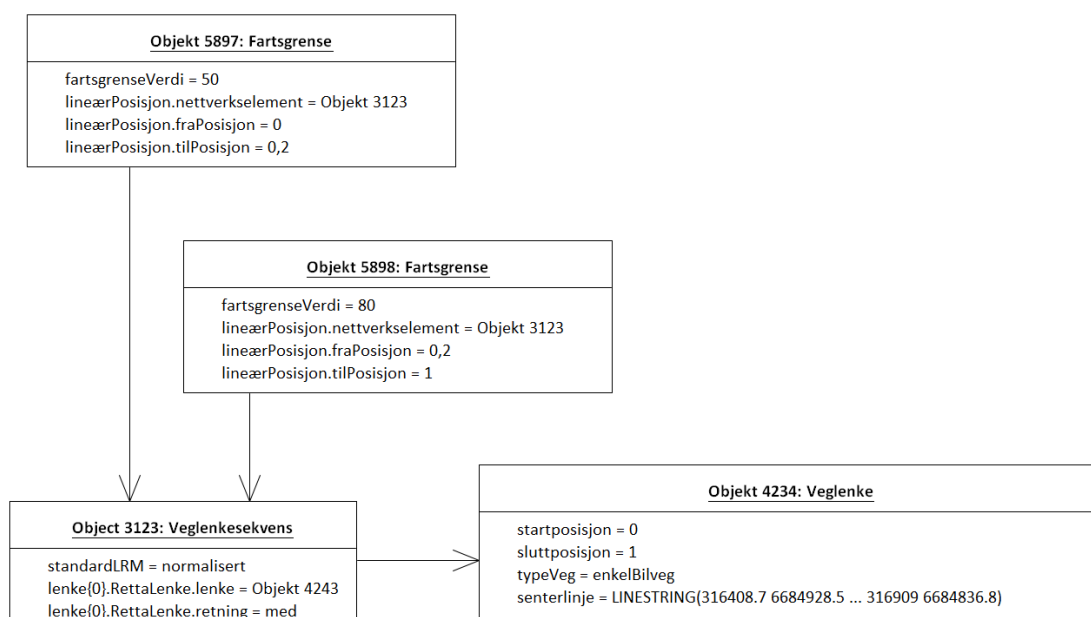 Objekt 5897: Fartsgrense
fartsgrenseVerdi = 50
lineærPosisjon.nettverkselement = Objekt 3123
lineærPosisjon.fraPosisjon = 0
lineærPosisjon.tilPosisjon = 0,2
Objekt 5898: Fartsgrense
fartsgrenseVerdi = 80
lineærPosisjon.nettverkselement = Objekt 3123
lineærPosisjon.fraPosisjon = 0,2
lineærPosisjon.tilPosisjon = 1
Object 3123: Veglenkesekvens
standardLRM = normalisert
lenke{0}.RettaLenke.lenke = Objekt 4243
lenke{0}.RettaLenke.retning = med
Objekt 4234: Veglenke
startposisjon = 0
sluttposisjon = 1
typeVeg = enkelBilveg
senterlinje = LINESTRING(316408.7 6684928.5 ... 316909 6684836.8)